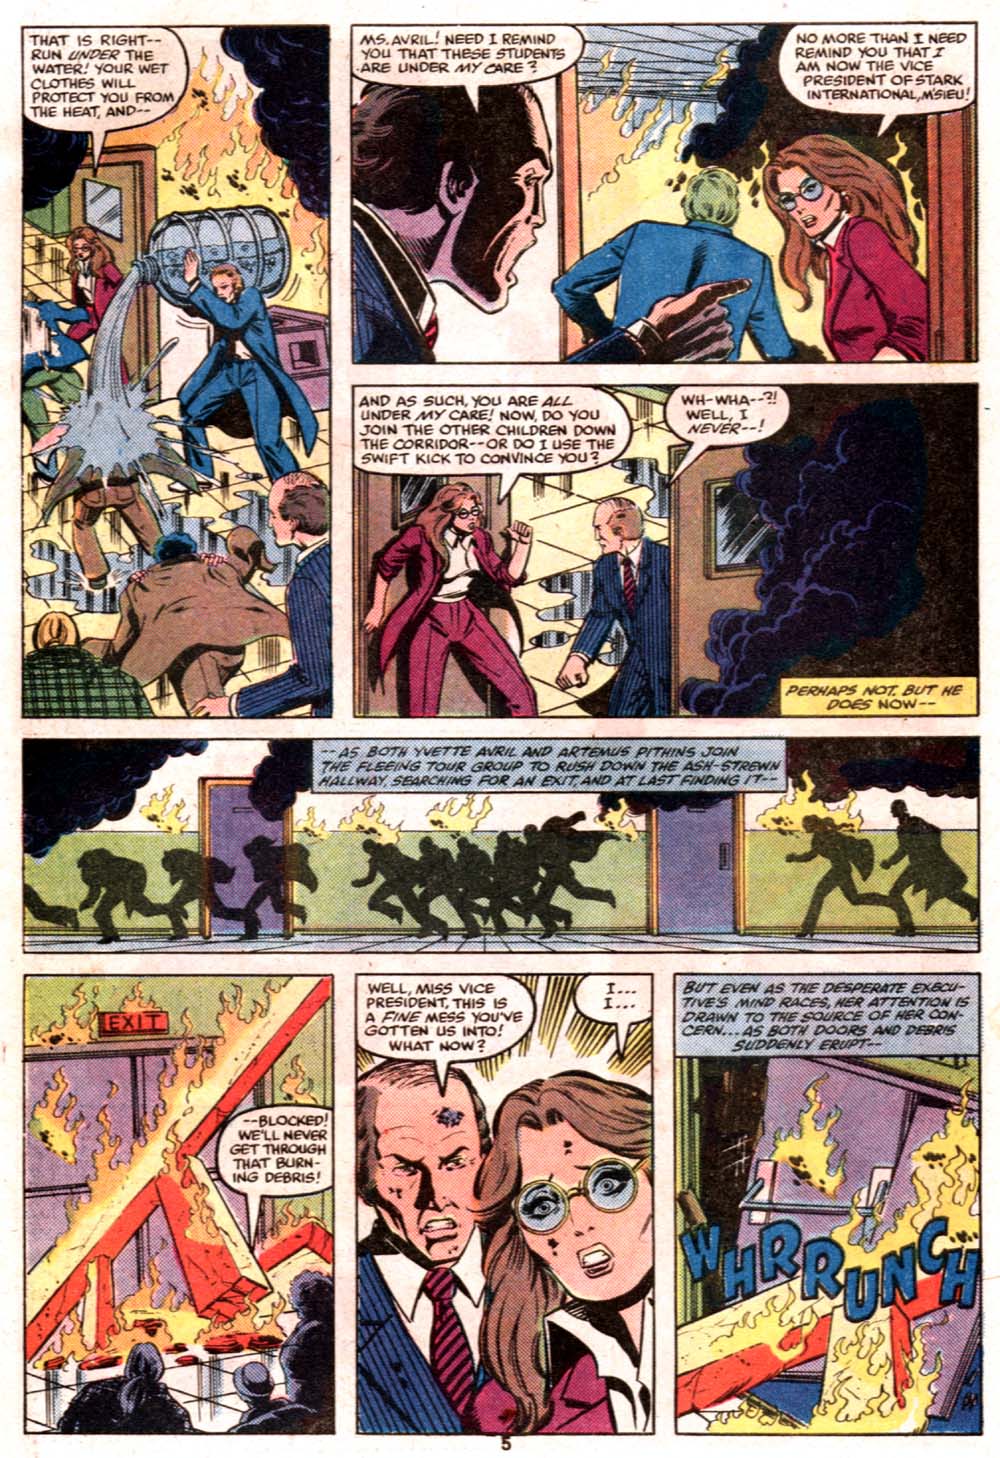 THAT IS RIGHT--
RUN UNDER THE
WATER! YOUR WET
CLOTHES WILL
PROTECT YOU FROM
THE HEAT, AND--
MS. AVRIL! NEED I REMIND
YOU THAT THESE STUDENTS
ARE UNDER MY CARE?
NO MORE THAN I NEED
REMIND YOU THAT I
AM NOW THE VICE
PRESIDENT OF STARK
INTERNATIONAL, M'SIEU!
AND AS SUCH, YOU ARE ALL
UNDER MY CARE! NOW, DO YOU
JOIN THE OTHER CHILDREN DOWN
THE CORRIDOR--OR DO I USE THE
SWIFT KICK TO CONVINCE YOU?
WH-WHA--?!
WELL, I
NEVER--!
PERHAPS NOT. BUT HE
DOES NOW--
--AS BOTH YVETTE AVRIL AND ARTEMUS PITHINS JOIN
THE FLEEING TOUR GROUP TO RUSH DOWN THE ASH-STREWN
HALLWAY, SEARCHING FOR AN EXIT, AND AT LAST FINDING IT--
EXIT
--BLOCKED!
WE'LL NEVER
GET THROUGH
THAT BURN-
ING DEBRIS!
WELL, MISS VICE
PRESIDENT, THIS IS
A FINE MESS YOU'VE
GOTTEN US INTO!
WHAT NOW?
I...
I...
BUT EVEN AS THE DESPERATE EXECU-
TIVE'S MIND RACES, HER ATTENTION IS
DRAWN TO THE SOURCE OF HER CON-
CERN... AS BOTH DOORS AND DEBRIS
SUDDENLY ERUPT--
WHRRUNCH
5